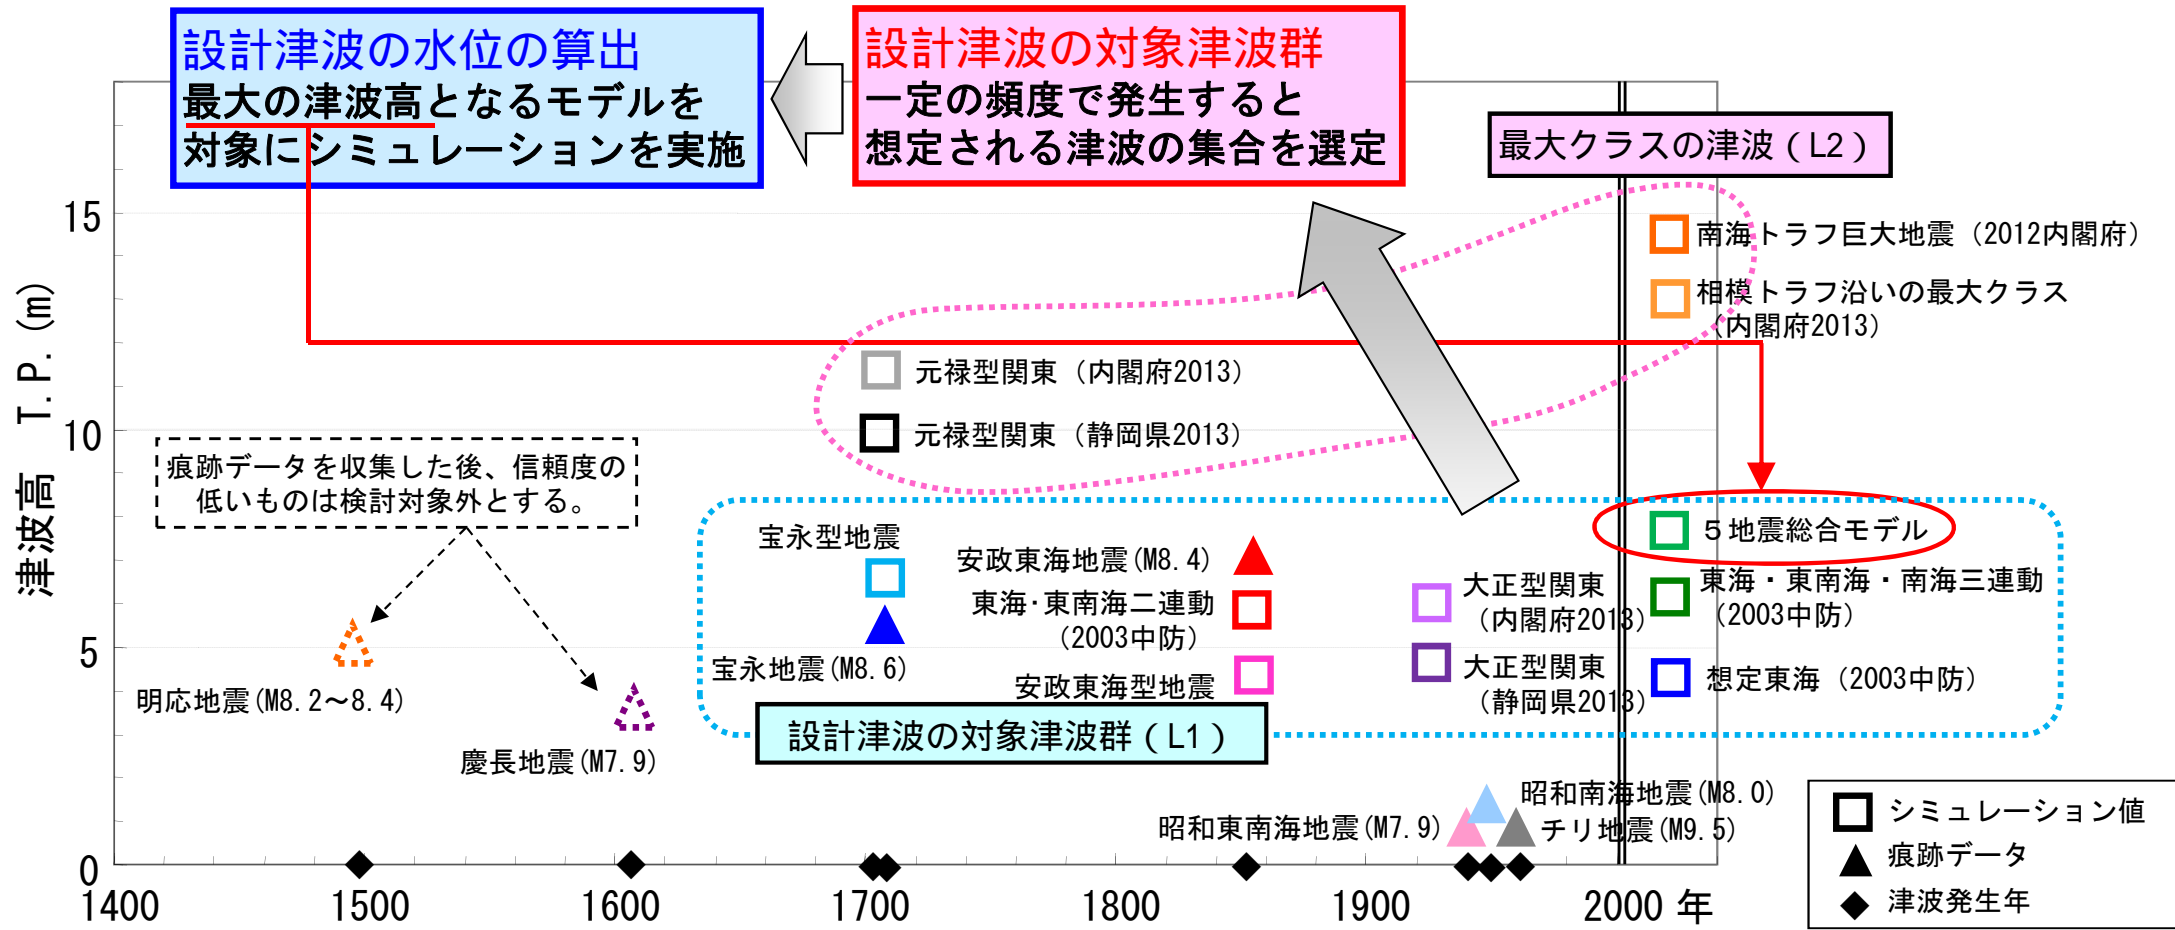 設計津波の水位の算出
最大の津波高となるモデルを
対象にシミュレーションを実施
設計津波の対象津波群
一定の頻度で発生すると
想定される津波の集合を選定
最大クラスの津波(L2)
津波高 T.P.(m)
15
10
5
0
南海トラフ巨大地震(2012内閣府)
相模トラフ沿いの最大クラス
(内閣府2013)
元禄型関東(内閣府2013)
元禄型関東(静岡県2013)
痕跡データを収集した後、信頼度の
低いものは検討対象外とする。
宝永型地震
宝永地震(M8.6)
安政東海地震(M8.4)
東海・東南海二連動
(2003中防)
安政東海型地震
大正型関東
(内閣府2013)
大正型関東
(静岡県2013)
5地震総合モデル
東海・東南海・南海三連動
(2003中防)
想定東海(2003中防)
明応地震(M8.2~8.4)
慶長地震(M7.9)
設計津波の対象津波群(L1)
昭和南海地震(M8.0)
昭和東南海地震(M7.9)
チリ地震(M9.5)
シミュレーション値
痕跡データ
津波発生年
1400
1500
1600
1700
1800
1900
2000 年